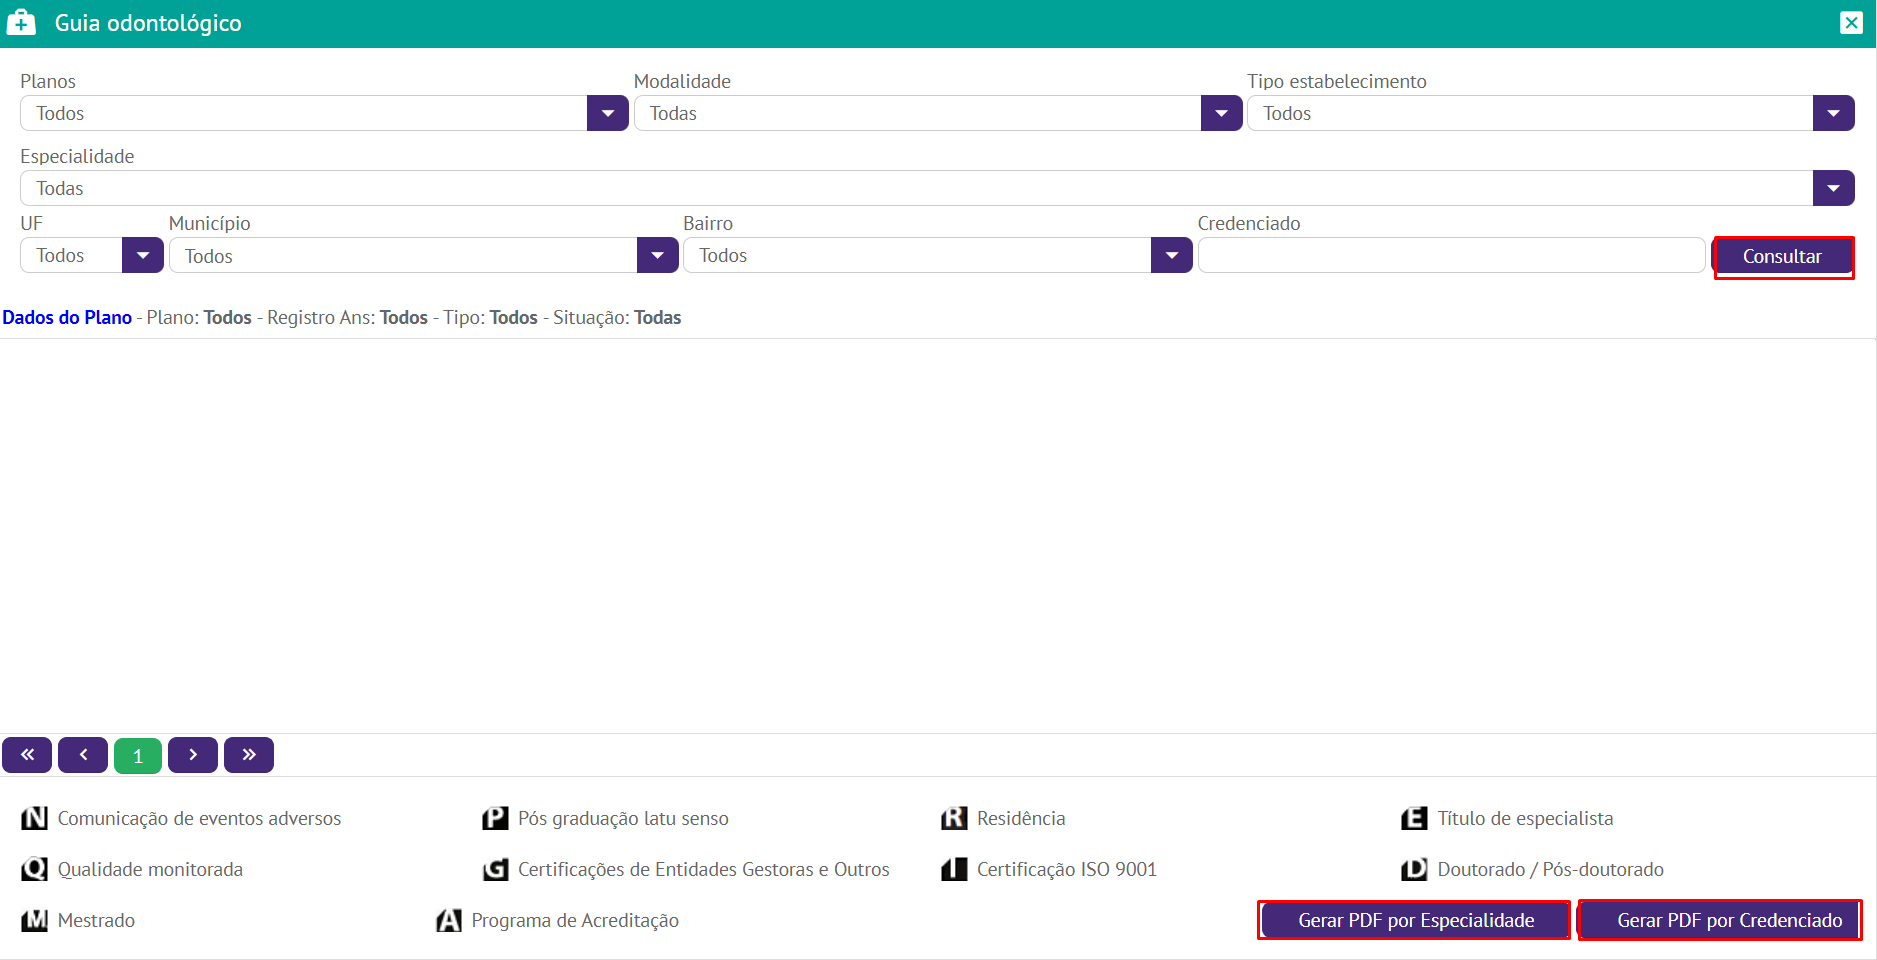 Guia odontológico
Planos Modalidade Tipo estabelecimento
Todos Todas Todos
Especialidade
Todas
UF Município Bairro Credenciado
Todos Todos Todos Consultar
Dados do Plano - Plano: Todos - Registro Ans: Todos - Tipo: Todos - Situação: Todas
« ‹ 1 › »
N Comunicação de eventos adversos P Pós graduação latu senso R Residência E Título de especialista
Q Qualidade monitorada G Certificações de Entidades Gestoras e Outros I Certificação ISO 9001 D Doutorado / Pós-doutorado
M Mestrado A Programa de Acreditação Gerar PDF por Especialidade Gerar PDF por Credenciado